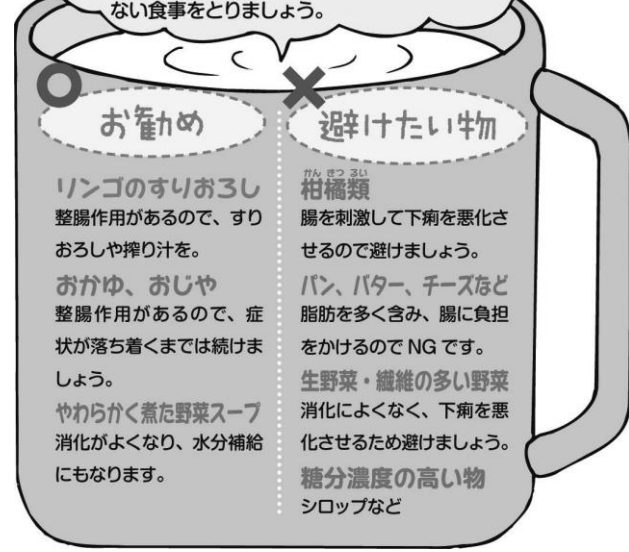 ない食事をとりましょう。
お勧め
リンゴのすりおろし
整腸作用があるので、すり
おろしや搾り汁を。
おかゆ、おじや
整腸作用があるので、症
状が落ち着くまでは続けま
しょう。
やわらかく煮た野菜スープ
消化がよくなり、水分補給
にもなります。
避けたい物
かん きつ るい
柑橘類
腸を刺激して下痢を悪化さ
せるので避けましょう。
パン、バター、チーズなど
脂肪を多く含み、腸に負担
をかけるので NG です。
生野菜・繊維の多い野菜
消化によくなく、下痢を悪
化させるため避けましょう。
糖分濃度の高い物
シロップなど